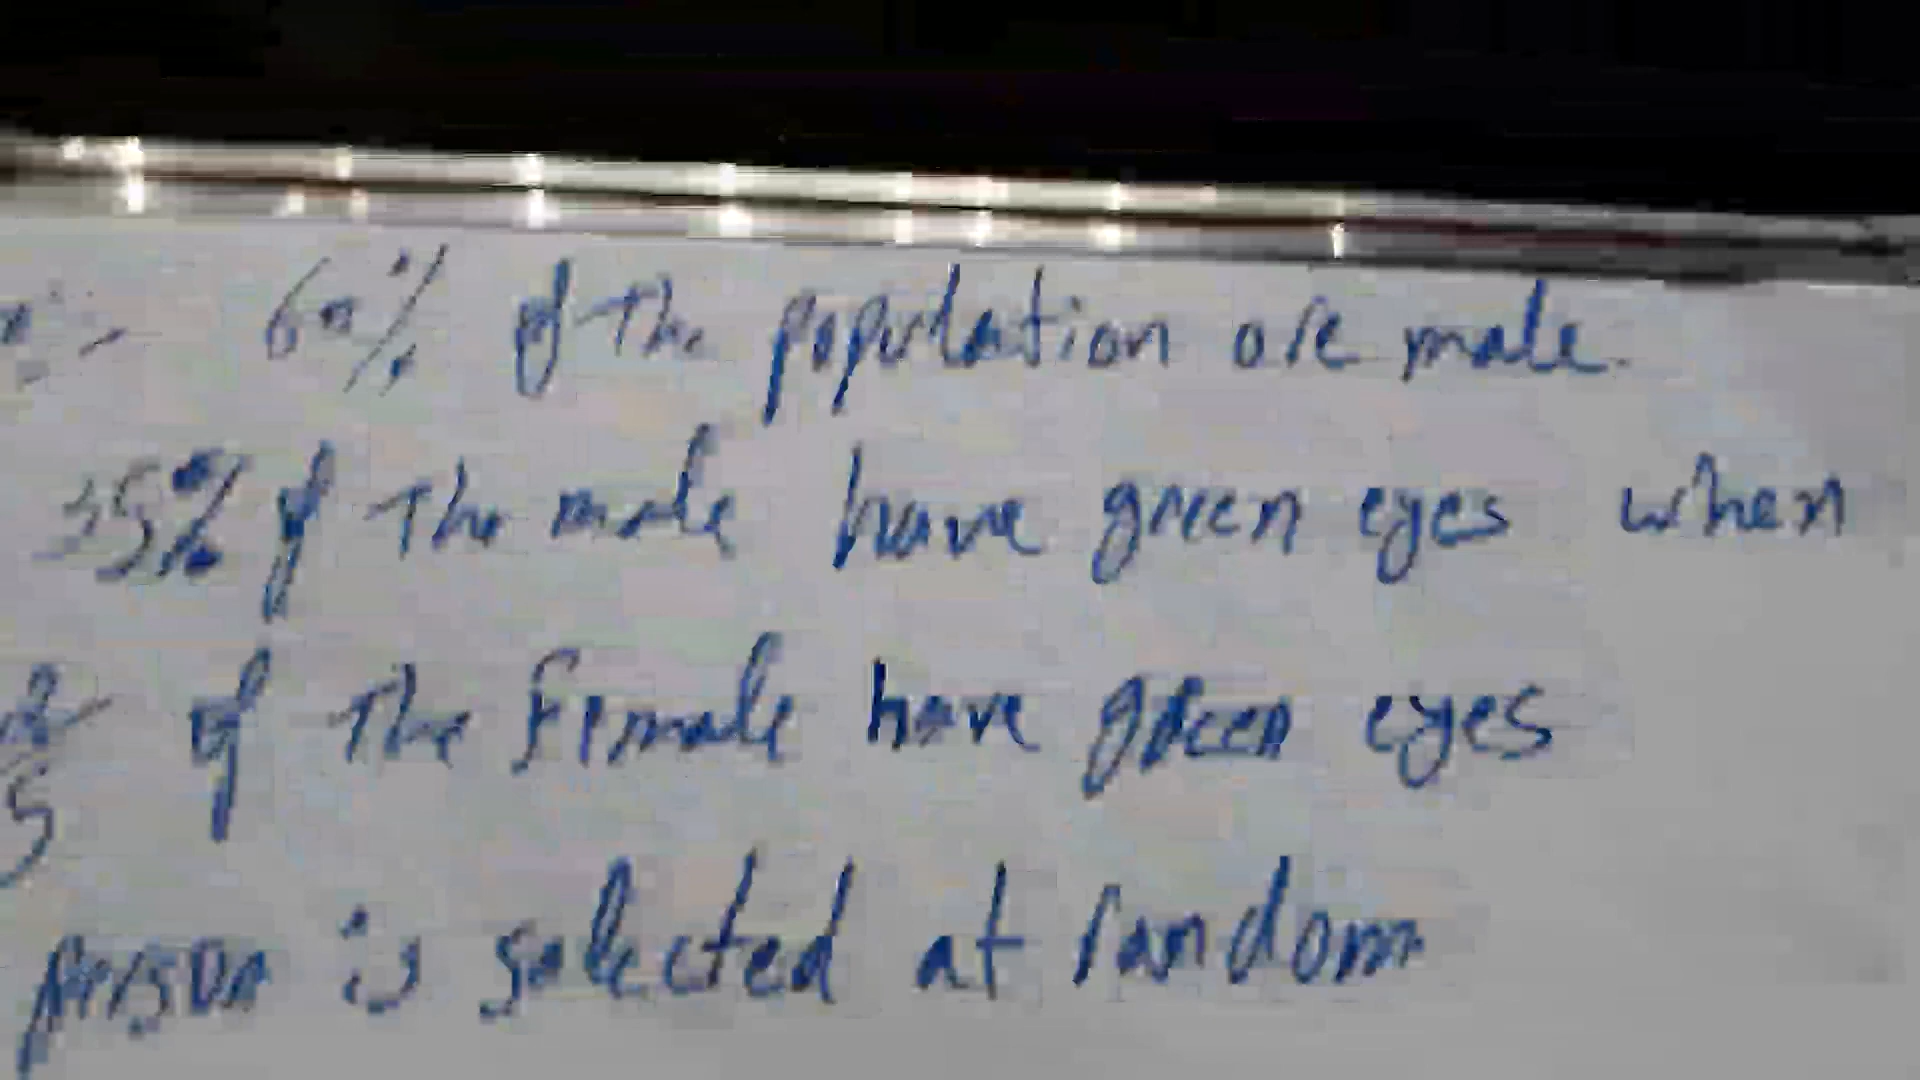 60% of the population are male.
35% of the male have green eyes when
of the female have green eyes
person is selected at random